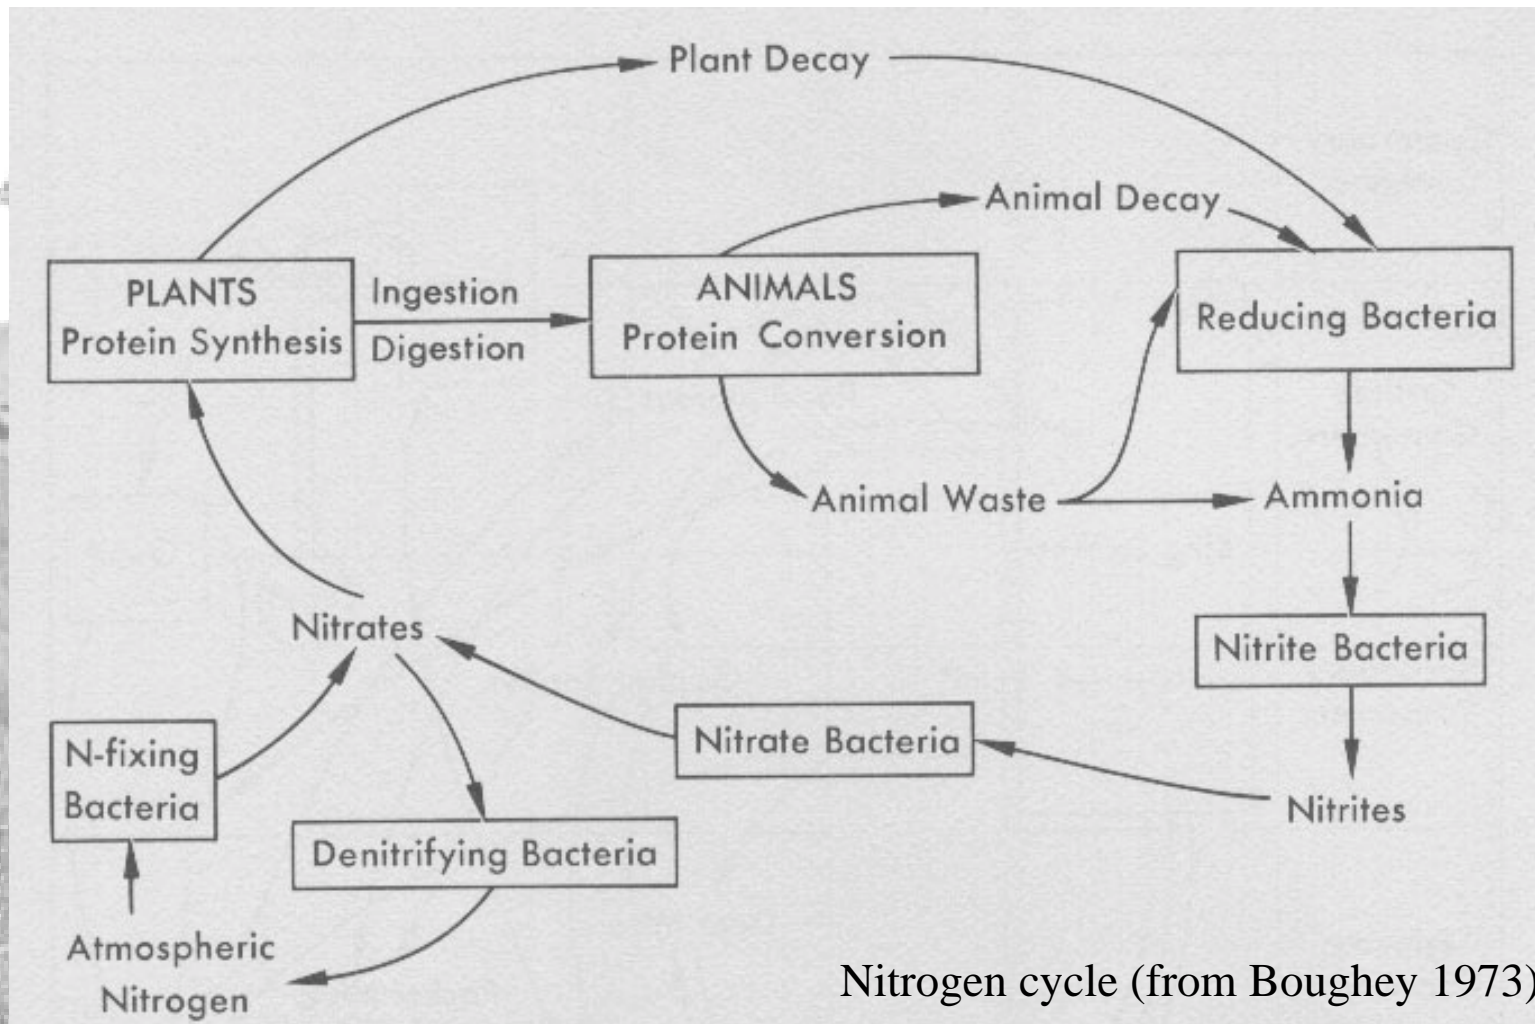 Plant Decay
Animal Decay
PLANTS
Protein Synthesis
Ingestion
Digestion
ANIMALS
Protein Conversion
Reducing Bacteria
Animal Waste
Ammonia
Nitrates
Nitrite Bacteria
N-fixing
Bacteria
Nitrate Bacteria
Nitrites
Denitrifying Bacteria
Atmospheric
Nitrogen
Nitrogen cycle (from Boughey 1973)